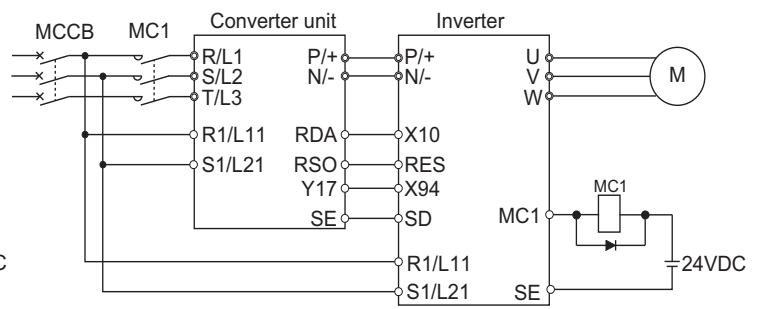 Converter unit Inverter
MCCB MC1
R/L1 P/+ P/+ U
S/L2 N/- N/- V M
T/L3 W
R1/L11 RDA X10
S1/L21 RSO RES
Y17 X94 MC1
SE SD MC1
C R1/L11 24VDC
S1/L21 SE